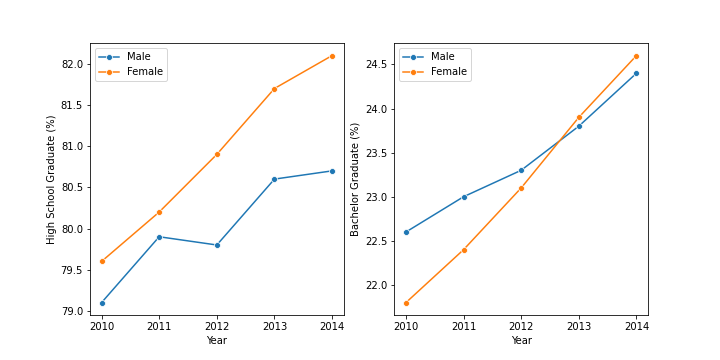 Male
Female
High School Graduate (%)
82.0
81.5
81.0
80.5
80.0
79.5
79.0
2010 2011 2012 2013 2014
Year
Male
Female
Bachelor Graduate (%)
24.5
24.0
23.5
23.0
22.5
22.0
2010 2011 2012 2013 2014
Year